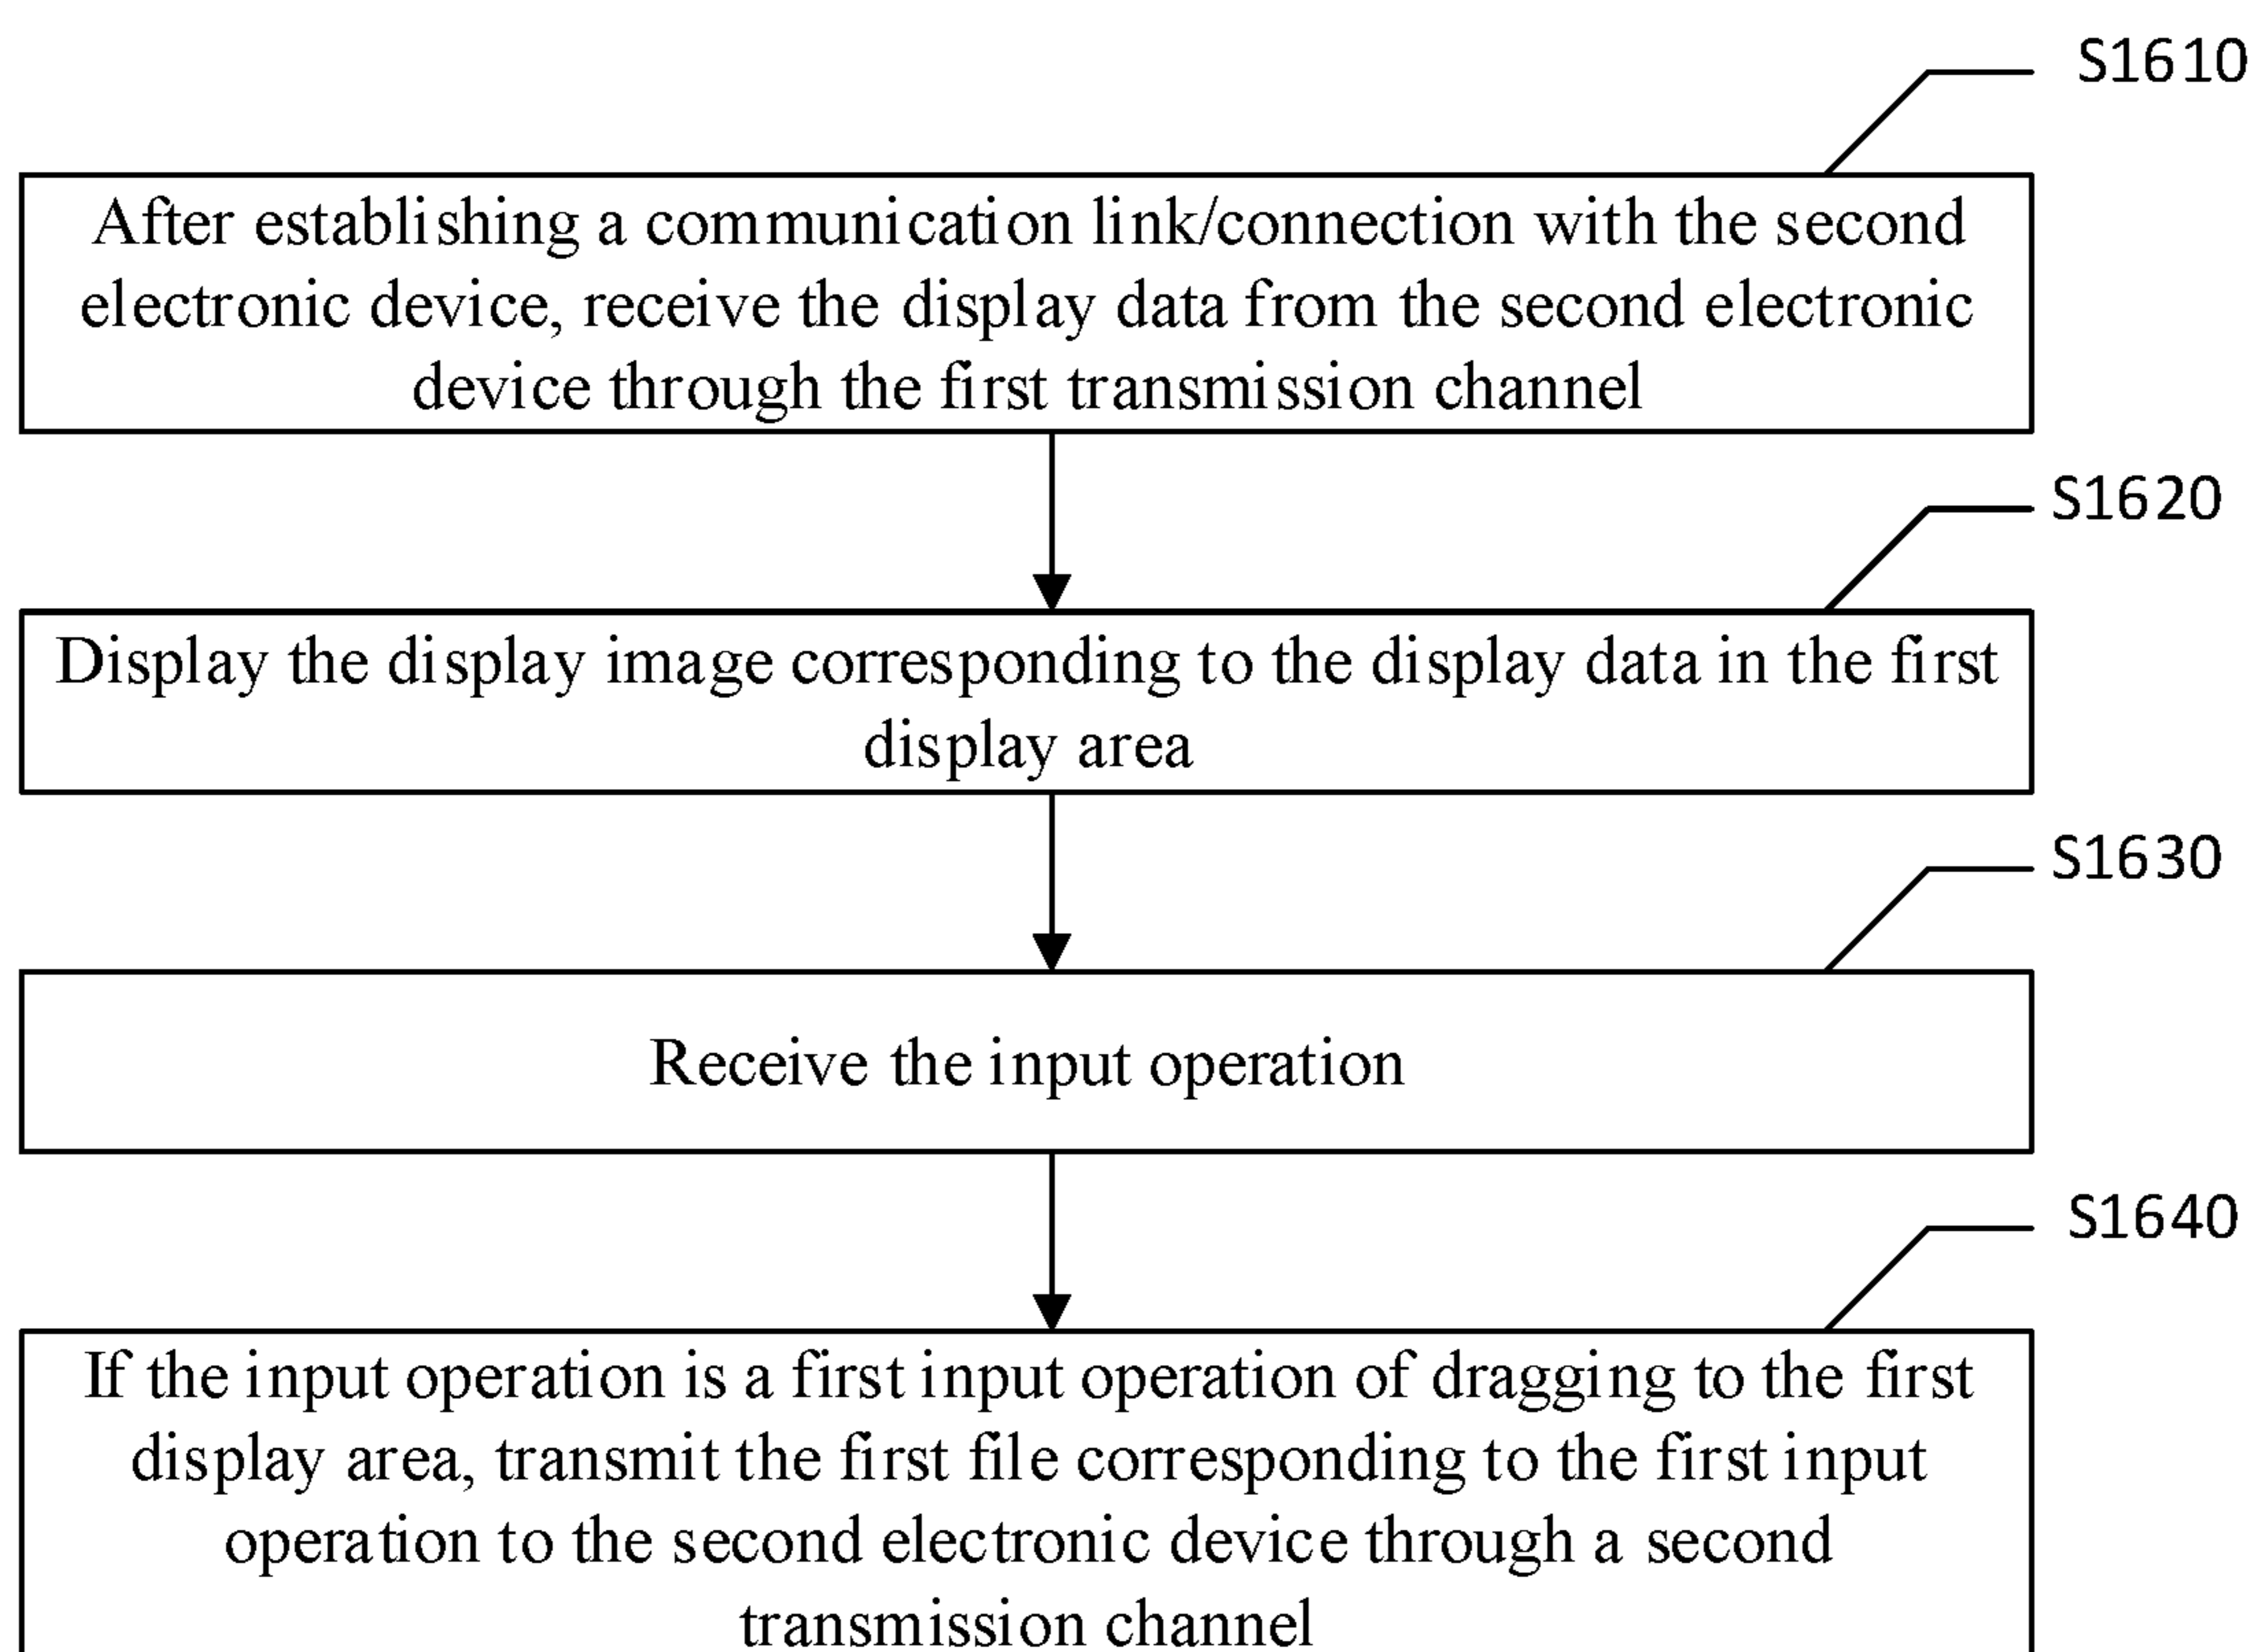 S1610
After establishing a communication link/connection with the second
electronic device, receive the display data from the second electronic
device through the first transmission channel
S1620
Display the display image corresponding to the display data in the first
display area
S1630
Receive the input operation
S1640
If the input operation is a first input operation of dragging to the first
display area, transmit the first file corresponding to the first input
operation to the second electronic device through a second
transmission channel